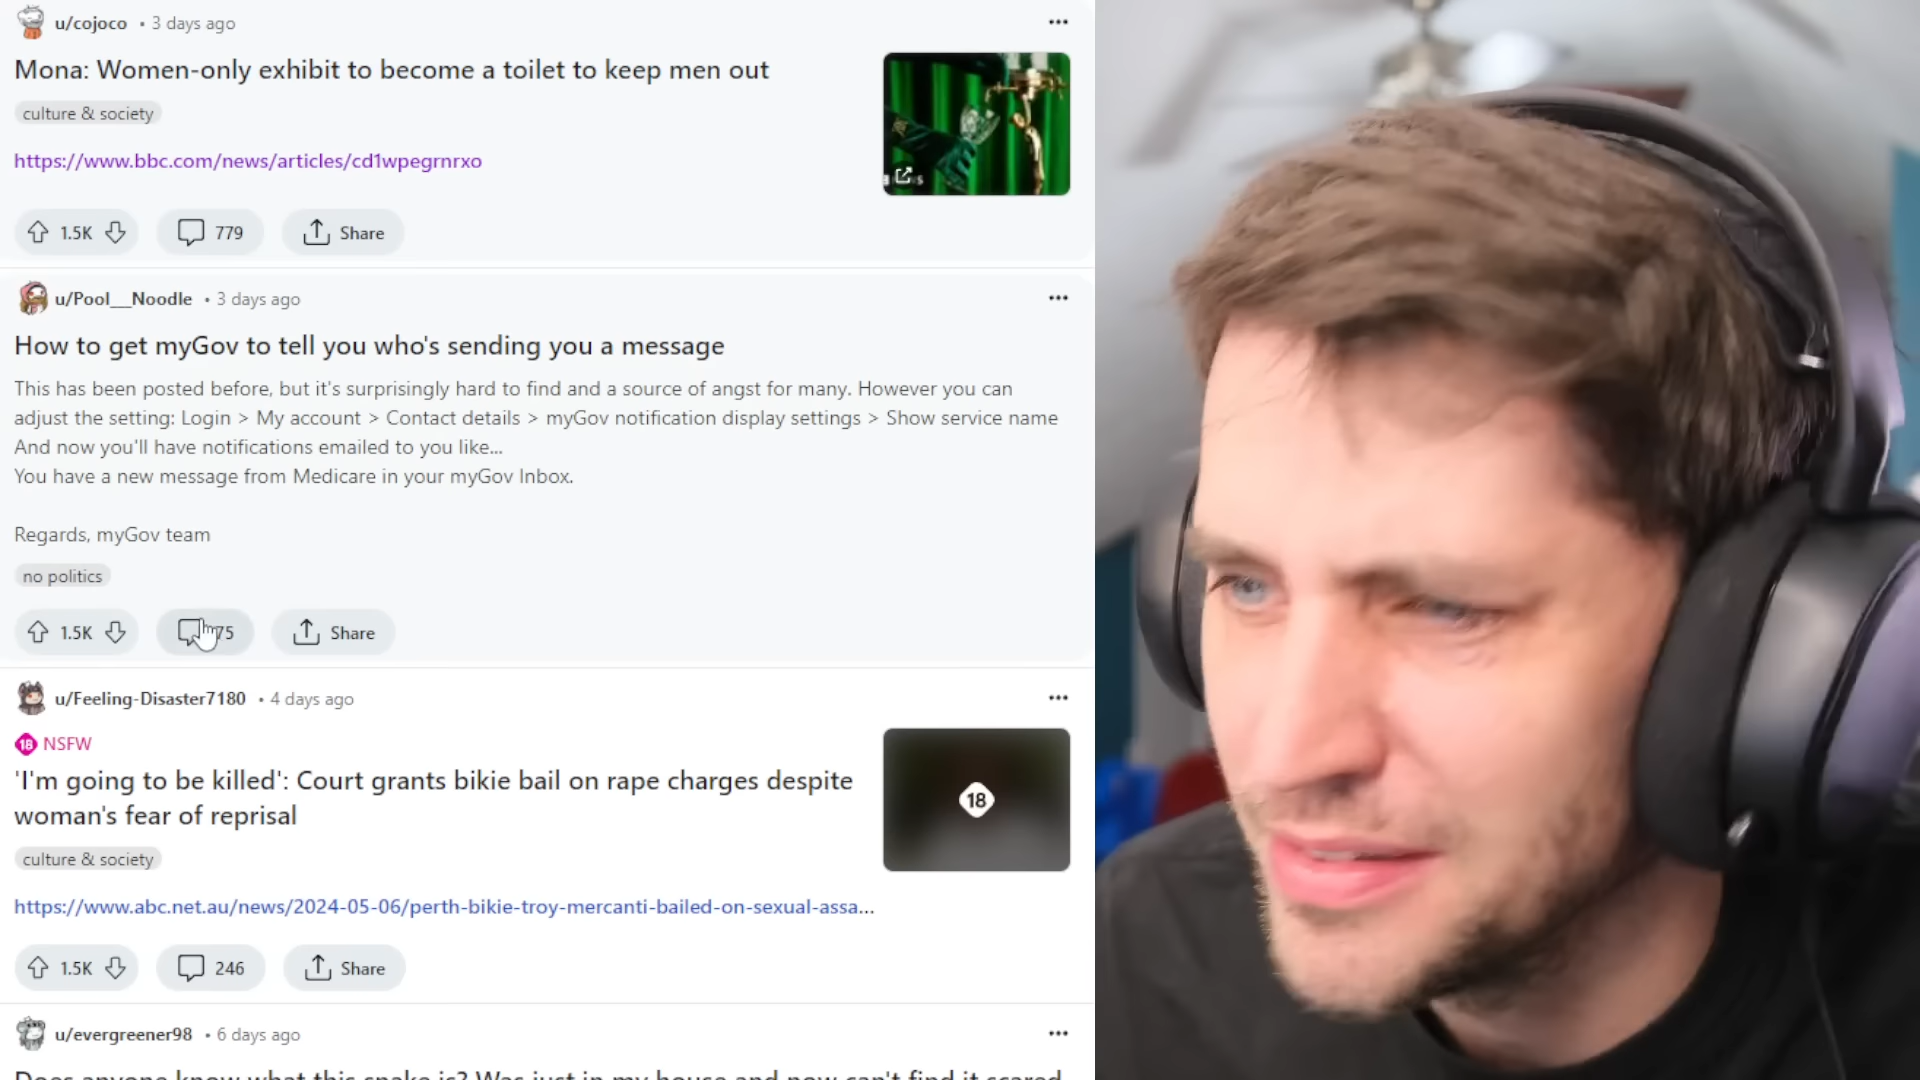 u/cojoco • 3 days ago
Mona: Women-only exhibit to become a toilet to keep men out
culture & society
https://www.bbc.com/news/articles/cd1wpegrnrxo
1.5K 779 Share
u/Pool__Noodle • 3 days ago
How to get myGov to tell you who's sending you a message
This has been posted before, but it's surprisingly hard to find and a source of angst for many. However you can
adjust the setting: Login > My account > Contact details > myGov notification display settings > Show service name
And now you'll have notifications emailed to you like...
You have a new message from Medicare in your myGov Inbox.
Regards, myGov team
no politics
1.5K 75 Share
u/Feeling-Disaster7180 • 4 days ago
18 NSFW
'I'm going to be killed': Court grants bikie bail on rape charges despite
woman's fear of reprisal
18
culture & society
https://www.abc.net.au/news/2024-05-06/perth-bikie-troy-mercanti-bailed-on-sexual-assa...
1.5K 246 Share
u/evergreener98 • 6 days ago
Does anyone know what this snake is? Was just in my house and now can't find it scared